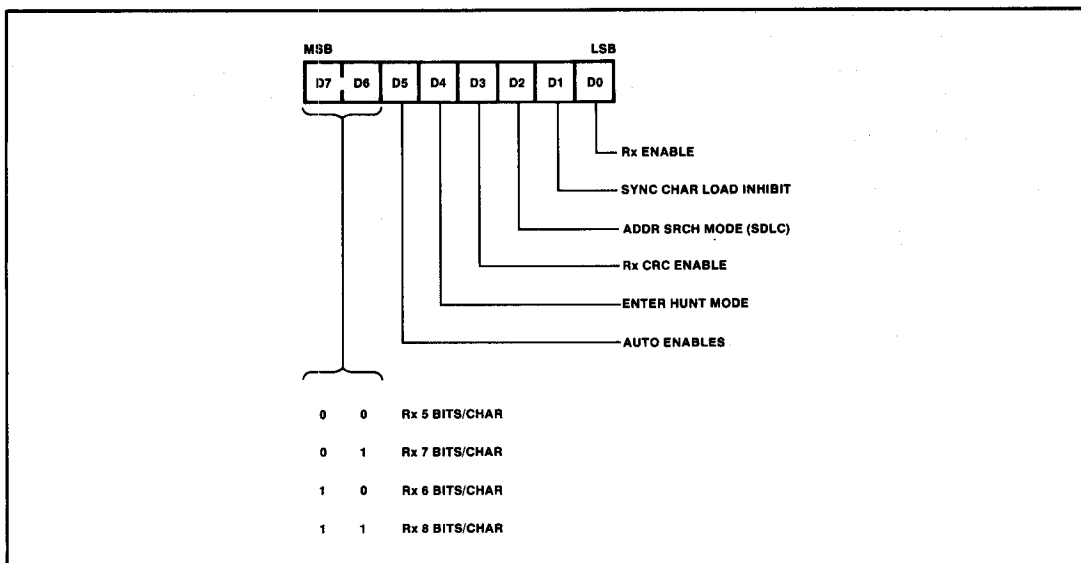 MSB LSB
D7 D6 D5 D4 D3 D2 D1 D0
Rx ENABLE
SYNC CHAR LOAD INHIBIT
ADDR SRCH MODE (SDLC)
Rx CRC ENABLE
ENTER HUNT MODE
AUTO ENABLES
0 0 Rx 5 BITS/CHAR
0 1 Rx 7 BITS/CHAR
1 0 Rx 6 BITS/CHAR
1 1 Rx 8 BITS/CHAR